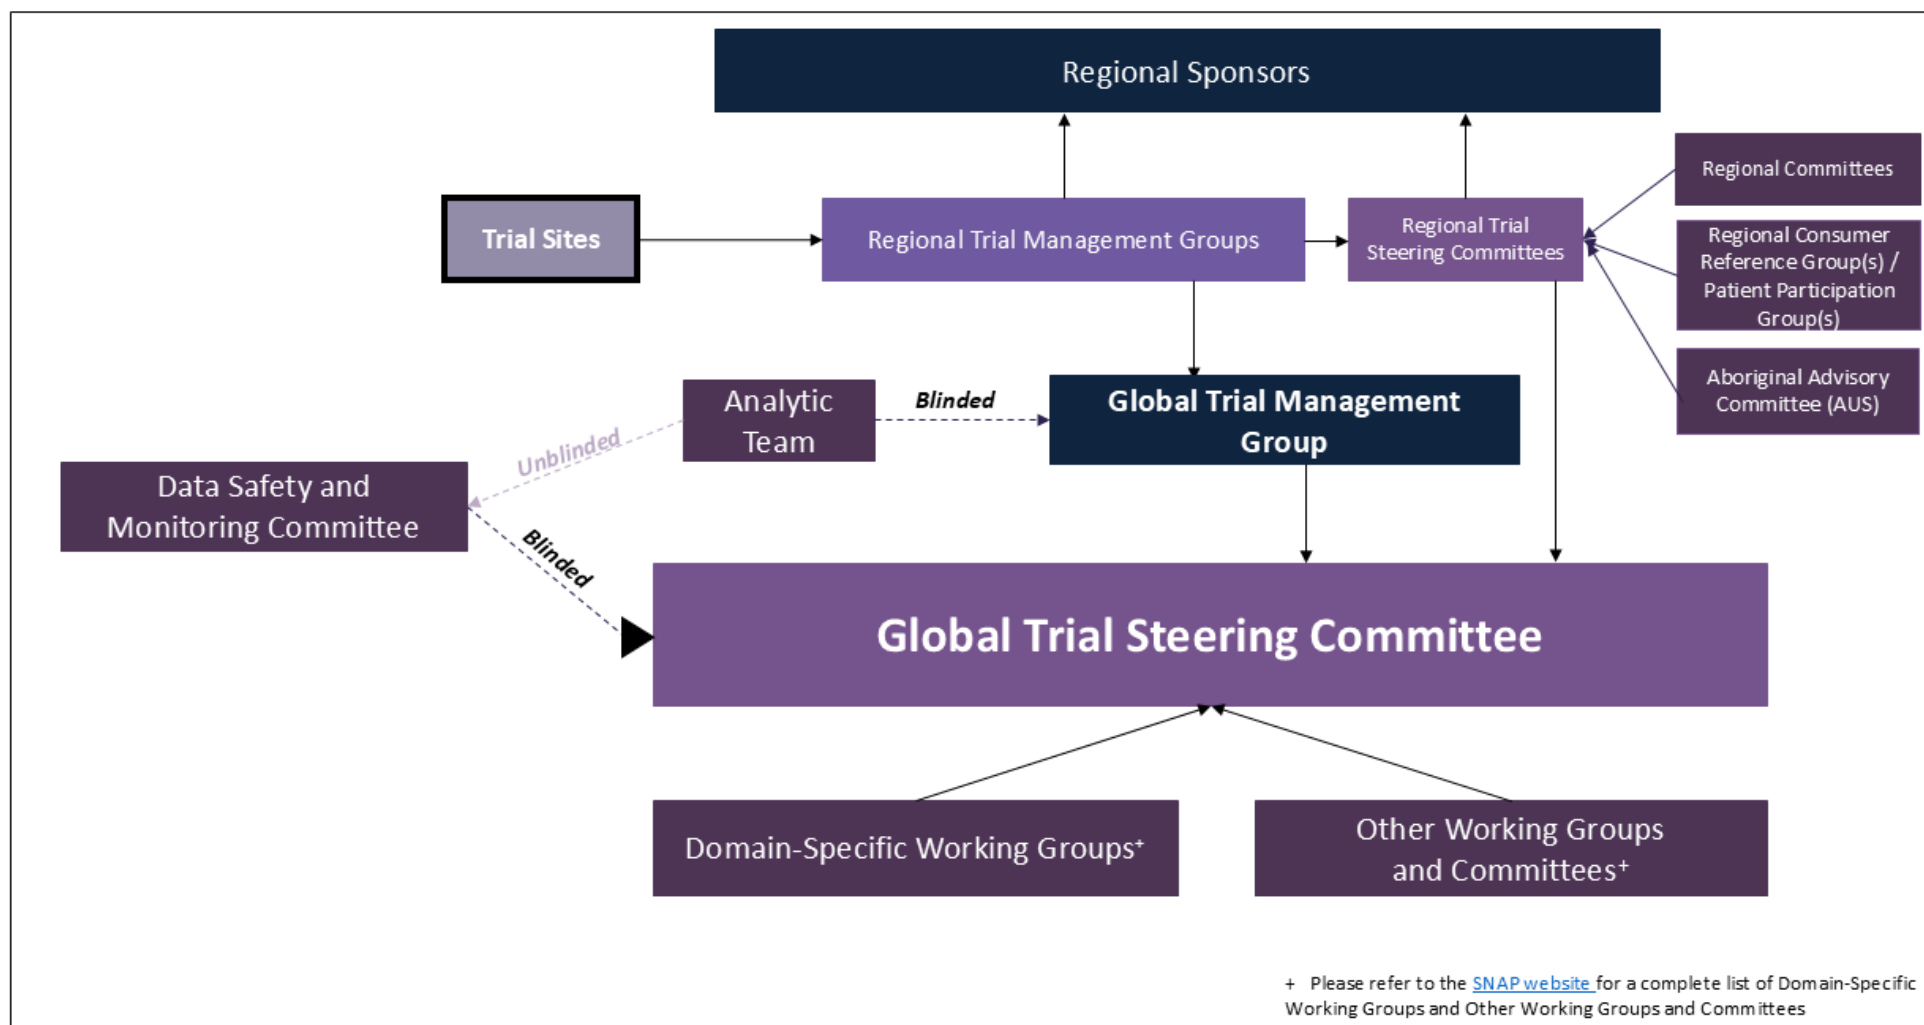 Regional Sponsors
Regional Committees
Trial Sites
Regional Trial Management Groups
Regional Trial
Steering Committees
Regional Consumer
Reference Group(s) /
Patient Participation
Group(s)
Aboriginal Advisory
Committee (AUS)
Analytic
Team
Blinded
Global Trial Management
Group
Unblinded
Data Safety and
Monitoring Committee
Blinded
Global Trial Steering Committee
Domain-Specific Working Groups⁺
Other Working Groups
and Committees⁺
+ Please refer to the SNAP website for a complete list of Domain-Specific
Working Groups and Other Working Groups and Committees